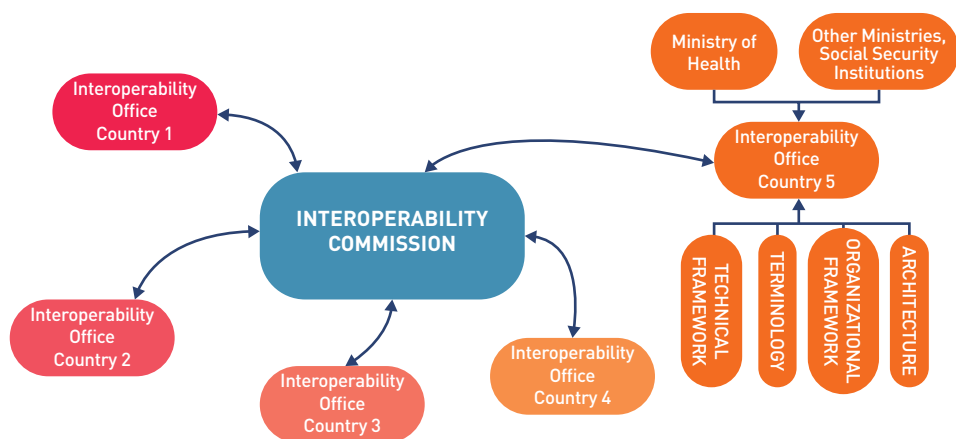 Ministry of
Health
Other Ministries,
Social Security
Institutions
Interoperability
Office
Country 1
Interoperability
Office
Country 5
INTEROPERABILITY
COMMISSION
TECHNICAL
FRAMEWORK
TERMINOLOGY
ORGANIZATIONAL
FRAMEWORK
ARCHITECTURE
Interoperability
Office
Country 2
Interoperability
Office
Country 3
Interoperability
Office
Country 4